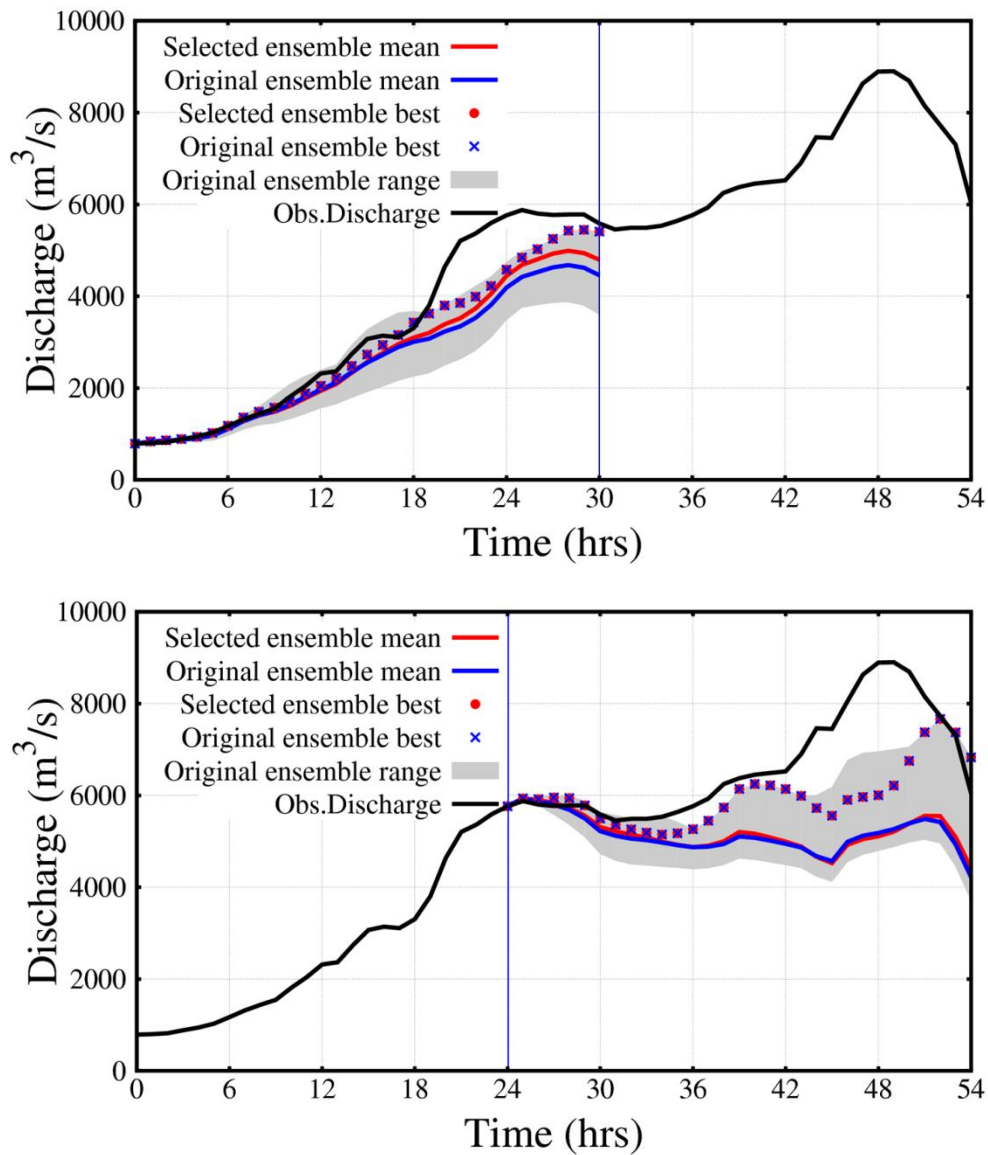 10000
8000
6000
4000
2000
0
Discharge (m³/s)
Selected ensemble mean
Original ensemble mean
Selected ensemble best
Original ensemble best
Original ensemble range
Obs.Discharge
0 6 12 18 24 30 36 42 48 54
Time (hrs)
10000
8000
6000
4000
2000
0
Discharge (m³/s)
Selected ensemble mean
Original ensemble mean
Selected ensemble best
Original ensemble best
Original ensemble range
Obs.Discharge
0 6 12 18 24 30 36 42 48 54
Time (hrs)